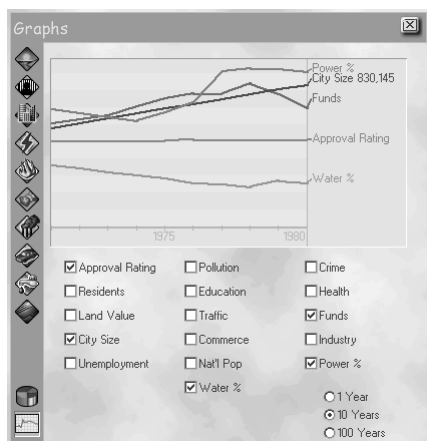 Graphs
Power %
City Size 830,145
Funds
Approval Rating
Water %
1975 1980
Approval Rating Pollution Crime
Residents Education Health
Land Value Traffic Funds
City Size Commerce Industry
Unemployment Nat'l Pop Power %
Water %
1 Year
10 Years
100 Years